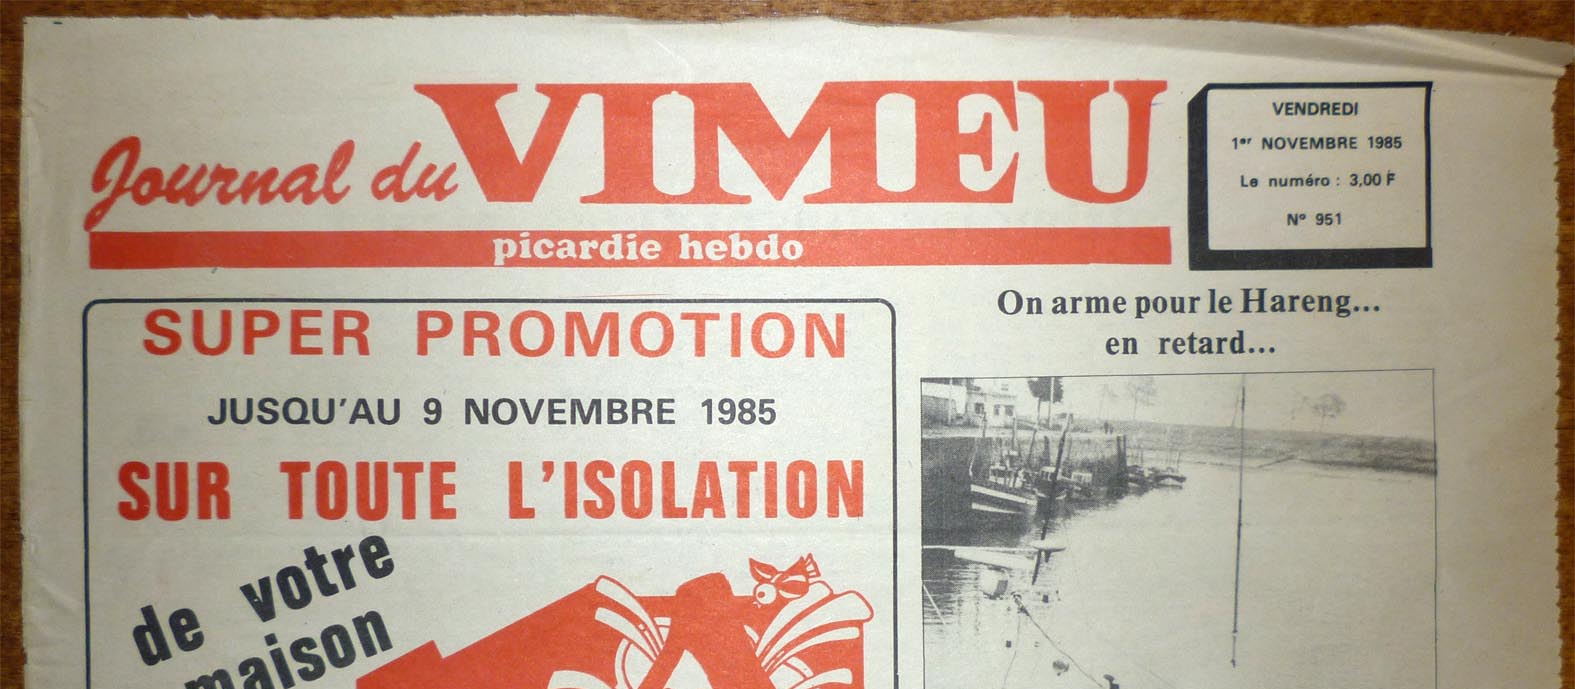 Journal du VIMEU
picardie hebdo
VENDREDI
1er NOVEMBRE 1985
Le numéro : 3,00 F
N° 951
SUPER PROMOTION
JUSQU'AU 9 NOVEMBRE 1985
SUR TOUTE L'ISOLATION
de votre
maison
On arme pour le Hareng...
en retard...